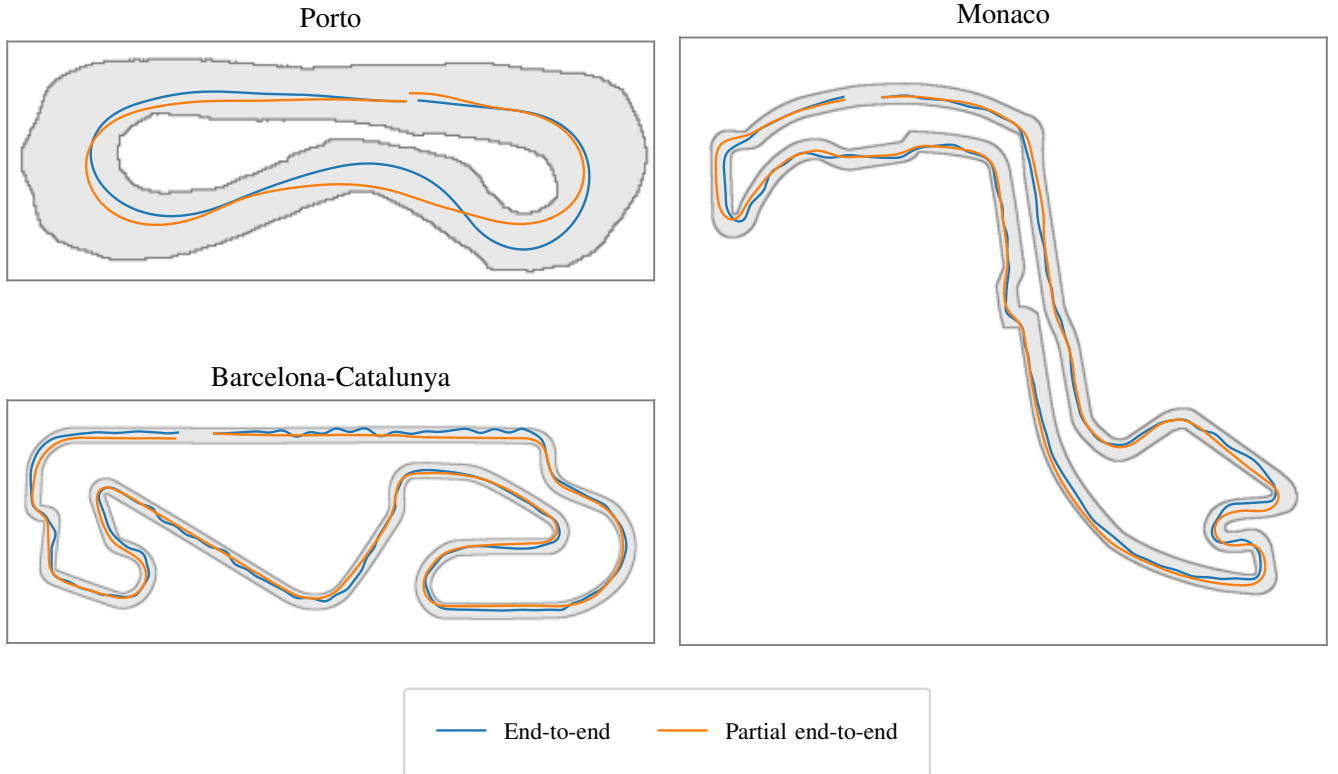 Porto
Monaco
Barcelona-Catalunya
End-to-end
Partial end-to-end